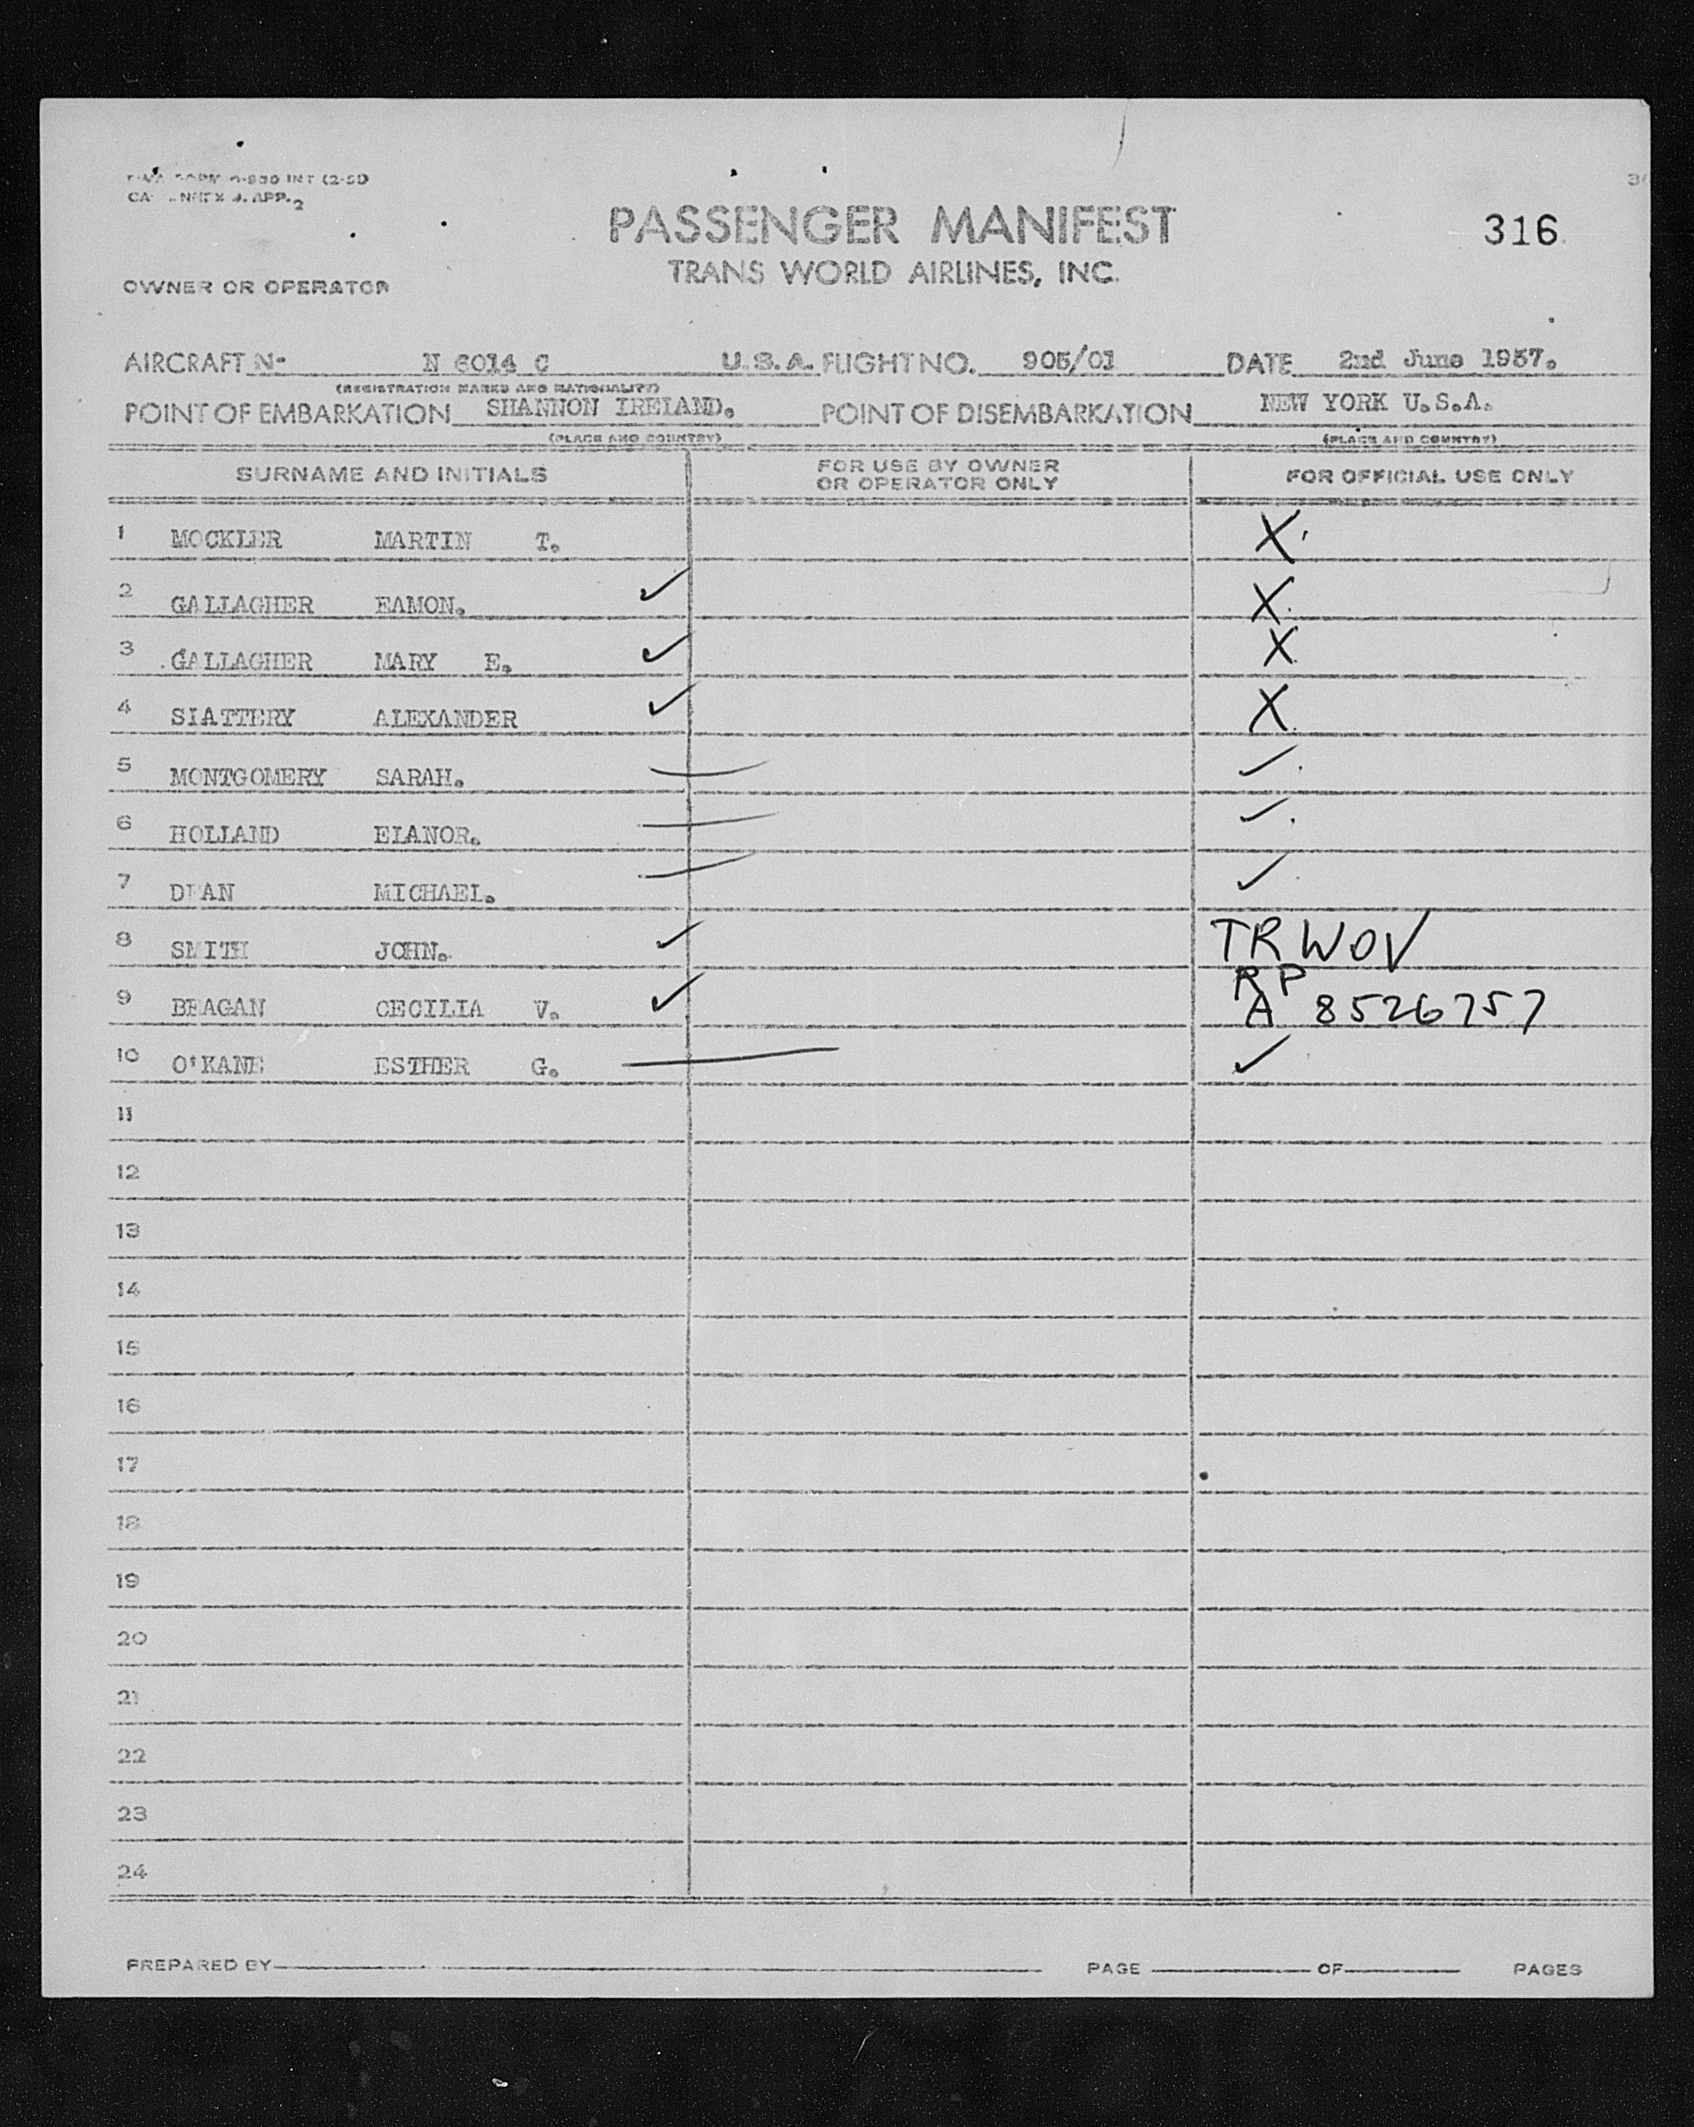 CA
APP. 2
PASSENGER MANIFEST
316
TRANS WORLD AIRLINES, INC.
OWNER OR OPERATOR
AIRCRAFT No N 6014 C U.S.A. FLIGHT NO. 905/01 DATE 2nd June 1957.
(REGISTRATION MARKS AND NATIONALITY)
POINT OF EMBARKATION SHANNON IRELAND. POINT OF DISEMBARKATION NEW YORK U.S.A.
(PLACE AND COUNTRY) (PLACE AND COUNTRY)
SURNAME AND INITIALS FOR USE BY OWNER OR OPERATOR ONLY FOR OFFICIAL USE ONLY
1 MOCKLER MARTIN T. X
2 GALLAGHER EAMON. ✓ X
3 GALLAGHER MARY E. ✓ X
4 SLATTERY ALEXANDER ✓ X
5 MONTGOMERY SARAH. ✓
6 HOLLAND ELANOR. ✓
7 DEAN MICHAEL. ✓
8 SMITH JOHN. ✓ TRWOV
RP
9 BEAGAN CECILIA V. ✓ A 8526757
10 O'KANE ESTHER G. ✓
11
12
13
14
15
16
17
18
19
20
21
22
23
24
PREPARED BY PAGE OF PAGES